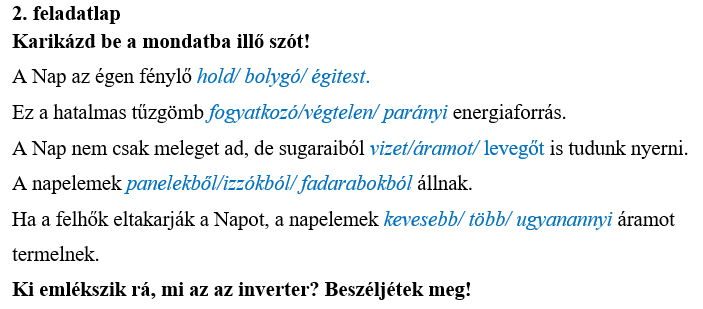 2. feladatlap
Karikázd be a mondatba illő szót!
A Nap az égen fénylő hold/ bolygó/ égitest.
Ez a hatalmas tűzgömb fogyatkozó/végtelen/ parányi energiaforrás.
A Nap nem csak meleget ad, de sugaraiból vizet/áramot/ levegőt is tudunk nyerni.
A napelemek panelekből/izzókból/ fadarabokból állnak.
Ha a felhők eltakarják a Napot, a napelemek kevesebb/ több/ ugyanannyi áramot
termelnek.
Ki emlékszik rá, mi az az inverter? Beszéljétek meg!